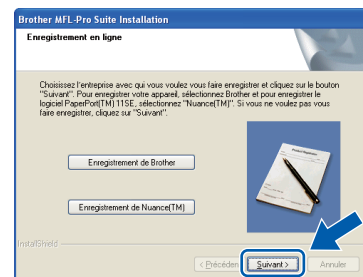 Brother MFL-Pro Suite Installation
Enregistrement en ligne
Choisissez l'entreprise avec qui vous voulez vous faire enregistrer et cliquez sur le bouton
"Suivant". Pour enregistrer votre appareil, sélectionnez Brother et pour enregistrer le
logiciel PaperPort(TM) 11SE, sélectionnez "Nuance(TM)". Si vous ne voulez pas vous
faire enregistrer, cliquez sur "Suivant".
Enregistrement de Brother
Enregistrement de Nuance(TM)
InstallShield
< Précéden
Suivant >
Annuler